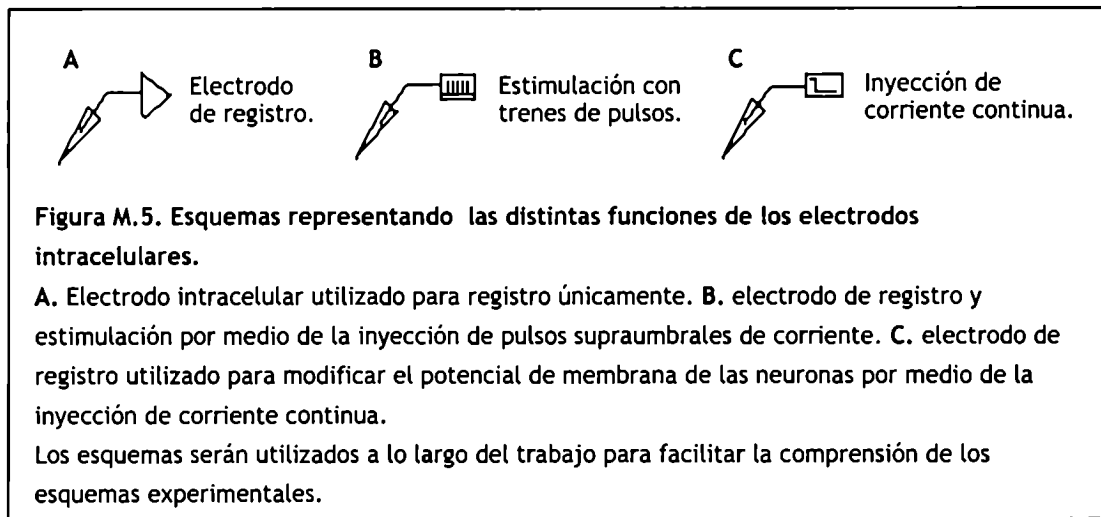 A
Electrodo
de registro.
B
Estimulación con
trenes de pulsos.
C
Inyección de
corriente continua.
Figura M.5. Esquemas representando las distintas funciones de los electrodos
intracelulares.
A. Electrodo intracelular utilizado para registro únicamente. B. electrodo de registro y
estimulación por medio de la inyección de pulsos supraumbrales de corriente. C. electrodo de
registro utilizado para modificar el potencial de membrana de las neuronas por medio de la
inyección de corriente continua.
Los esquemas serán utilizados a lo largo del trabajo para facilitar la comprensión de los
esquemas experimentales.